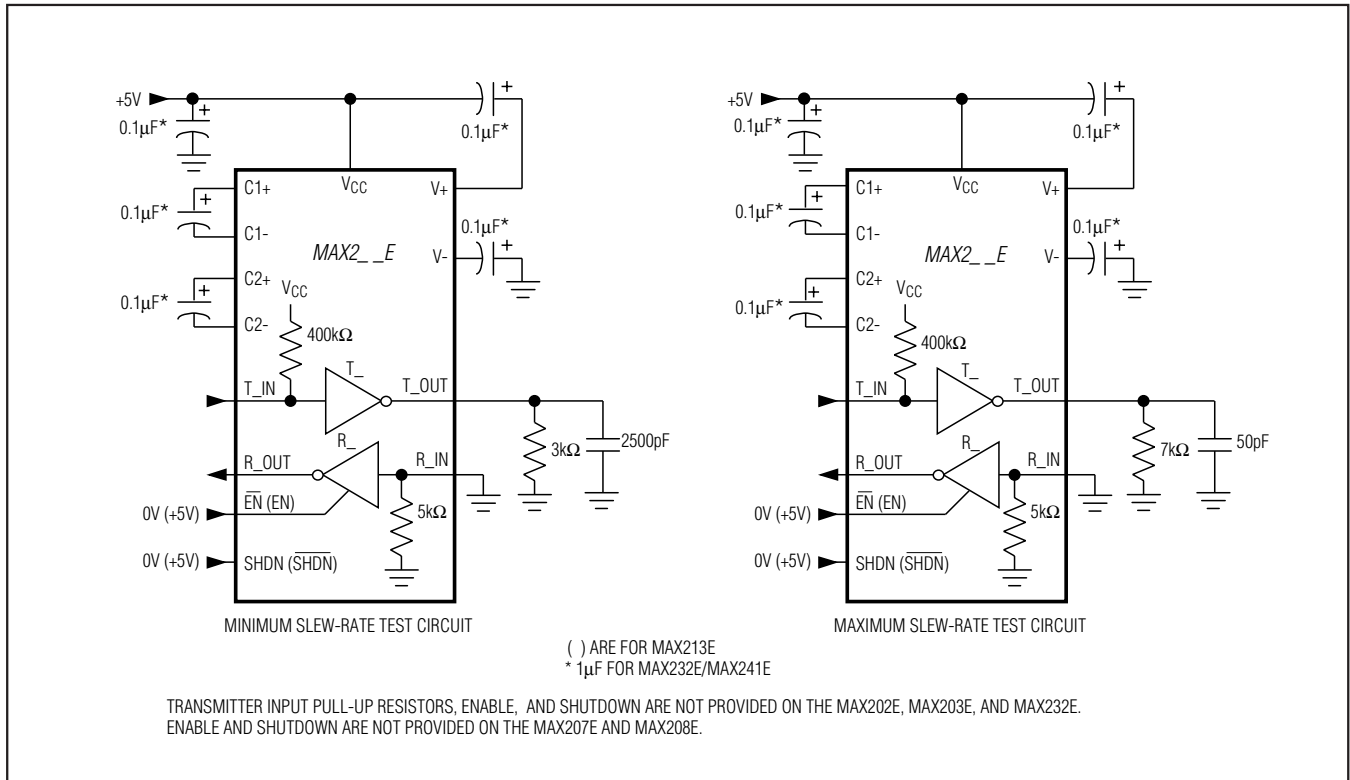 +5V
0.1µF*
0.1µF*
C1+
VCC
V+
0.1µF*
C1-
0.1µF*
MAX2_ _E
V-
C2+
VCC
0.1µF*
C2-
400kΩ
T_
T_IN
T_OUT
R_
3kΩ
2500pF
R_OUT
R_IN
E̅N̅ (EN)
0V (+5V)
5kΩ
0V (+5V)
SHDN (S̅H̅D̅N̅)
MINIMUM SLEW-RATE TEST CIRCUIT
+5V
0.1µF*
0.1µF*
C1+
VCC
V+
0.1µF*
C1-
0.1µF*
MAX2_ _E
V-
C2+
VCC
0.1µF*
C2-
400kΩ
T_
T_IN
T_OUT
R_
7kΩ
50pF
R_OUT
R_IN
E̅N̅ (EN)
0V (+5V)
5kΩ
0V (+5V)
SHDN (S̅H̅D̅N̅)
MAXIMUM SLEW-RATE TEST CIRCUIT
( ) ARE FOR MAX213E
* 1µF FOR MAX232E/MAX241E
TRANSMITTER INPUT PULL-UP RESISTORS, ENABLE, AND SHUTDOWN ARE NOT PROVIDED ON THE MAX202E, MAX203E, AND MAX232E.
ENABLE AND SHUTDOWN ARE NOT PROVIDED ON THE MAX207E AND MAX208E.